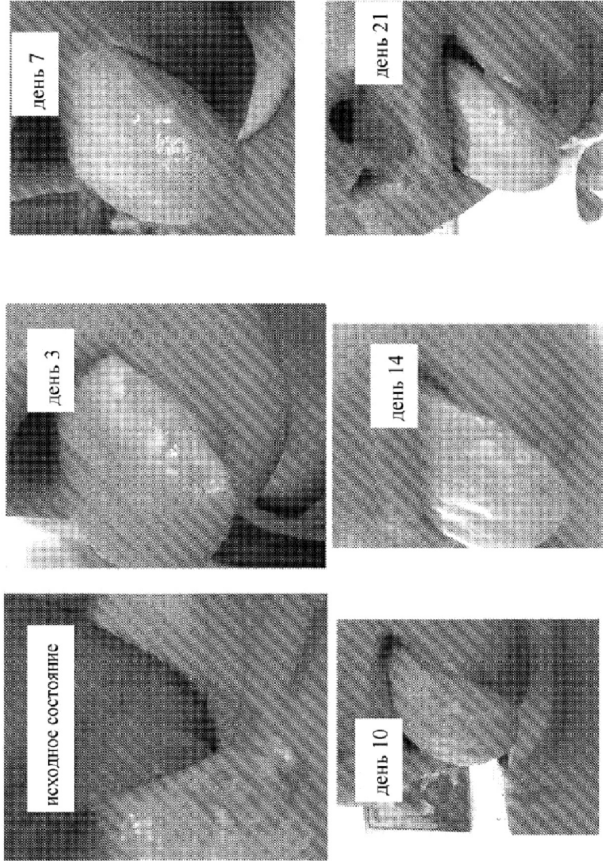 исходное состояние
день 3
день 7
день 10
день 14
день 21